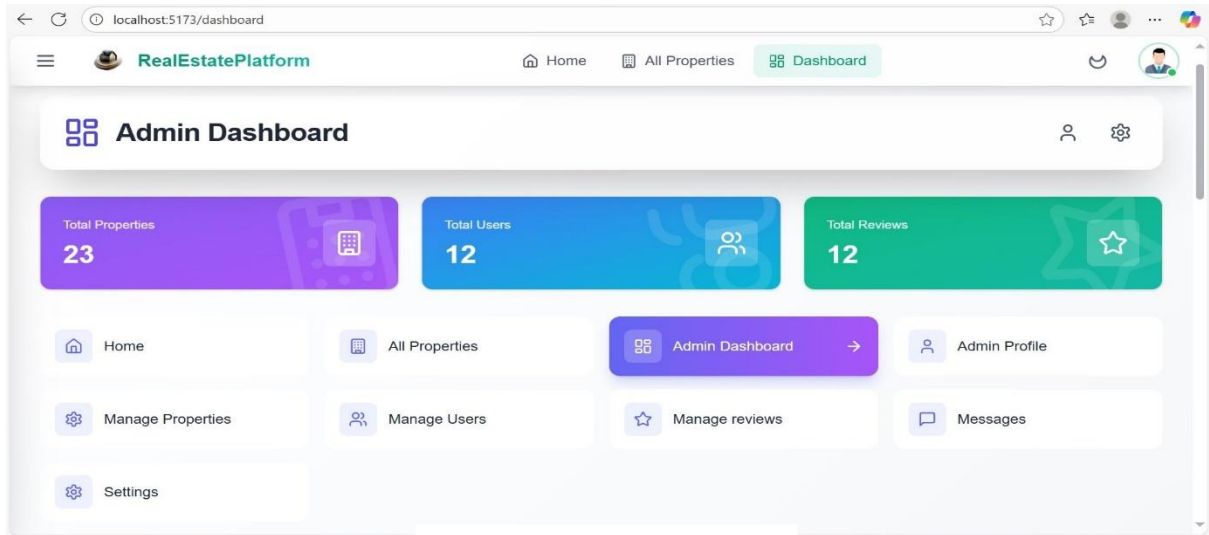 localhost:5173/dashboard
RealEstatePlatform
Home
All Properties
Dashboard
Admin Dashboard
Total Properties
23
Total Users
12
Total Reviews
12
Home
All Properties
Admin Dashboard
Admin Profile
Manage Properties
Manage Users
Manage reviews
Messages
Settings